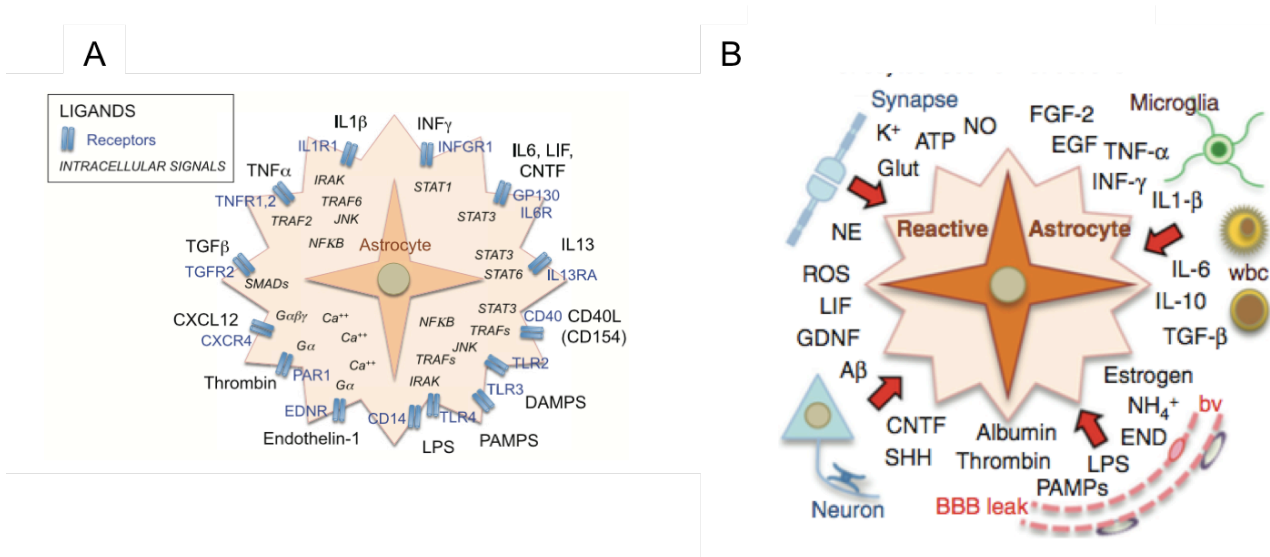 A
LIGANDS
Receptors
INTRACELLULAR SIGNALS
IL1β
IL1R1
INFγ
INFGR1
IL6, LIF,
CNTF
GP130
IL6R
TNFα
TNFR1,2
IRAK
TRAF6
JNK
TRAF2
NFKB
STAT1
STAT3
Astrocyte
TGFβ
TGFR2
SMADs
STAT3
STAT6
IL13
IL13RA
CXCL12
CXCR4
Gαβγ
Gα
Ca++
Ca++
Ca++
Gα
NFKB
STAT3
TRAFs
JNK
TRAFs
IRAK
CD40
CD40L
(CD154)
TLR2
TLR3
DAMPS
Thrombin
PAR1
EDNR
Endothelin-1
CD14
TLR4
LPS
PAMPS
B
Synapse
K+
ATP
NO
Glut
NE
FGF-2
EGF
Microglia
TNF-α
INF-γ
IL1-β
Reactive
Astrocyte
IL-6
wbc
IL-10
TGF-β
ROS
LIF
GDNF
Aβ
CNTF
SHH
Neuron
Albumin
Thrombin
Estrogen
NH4+
bv
END
LPS
PAMPs
BBB leak